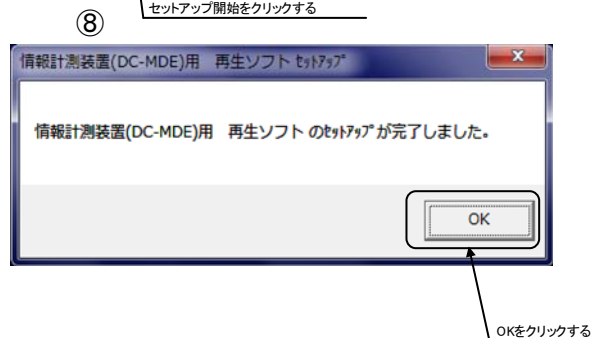 セットアップ開始をクリックする
⑧
情報計測装置(DC-MDE)用　再生ソフト ｾｯﾄｱｯﾌﾟ
情報計測装置(DC-MDE)用　再生ソフト のｾｯﾄｱｯﾌﾟが完了しました。
OK
OKをクリックする